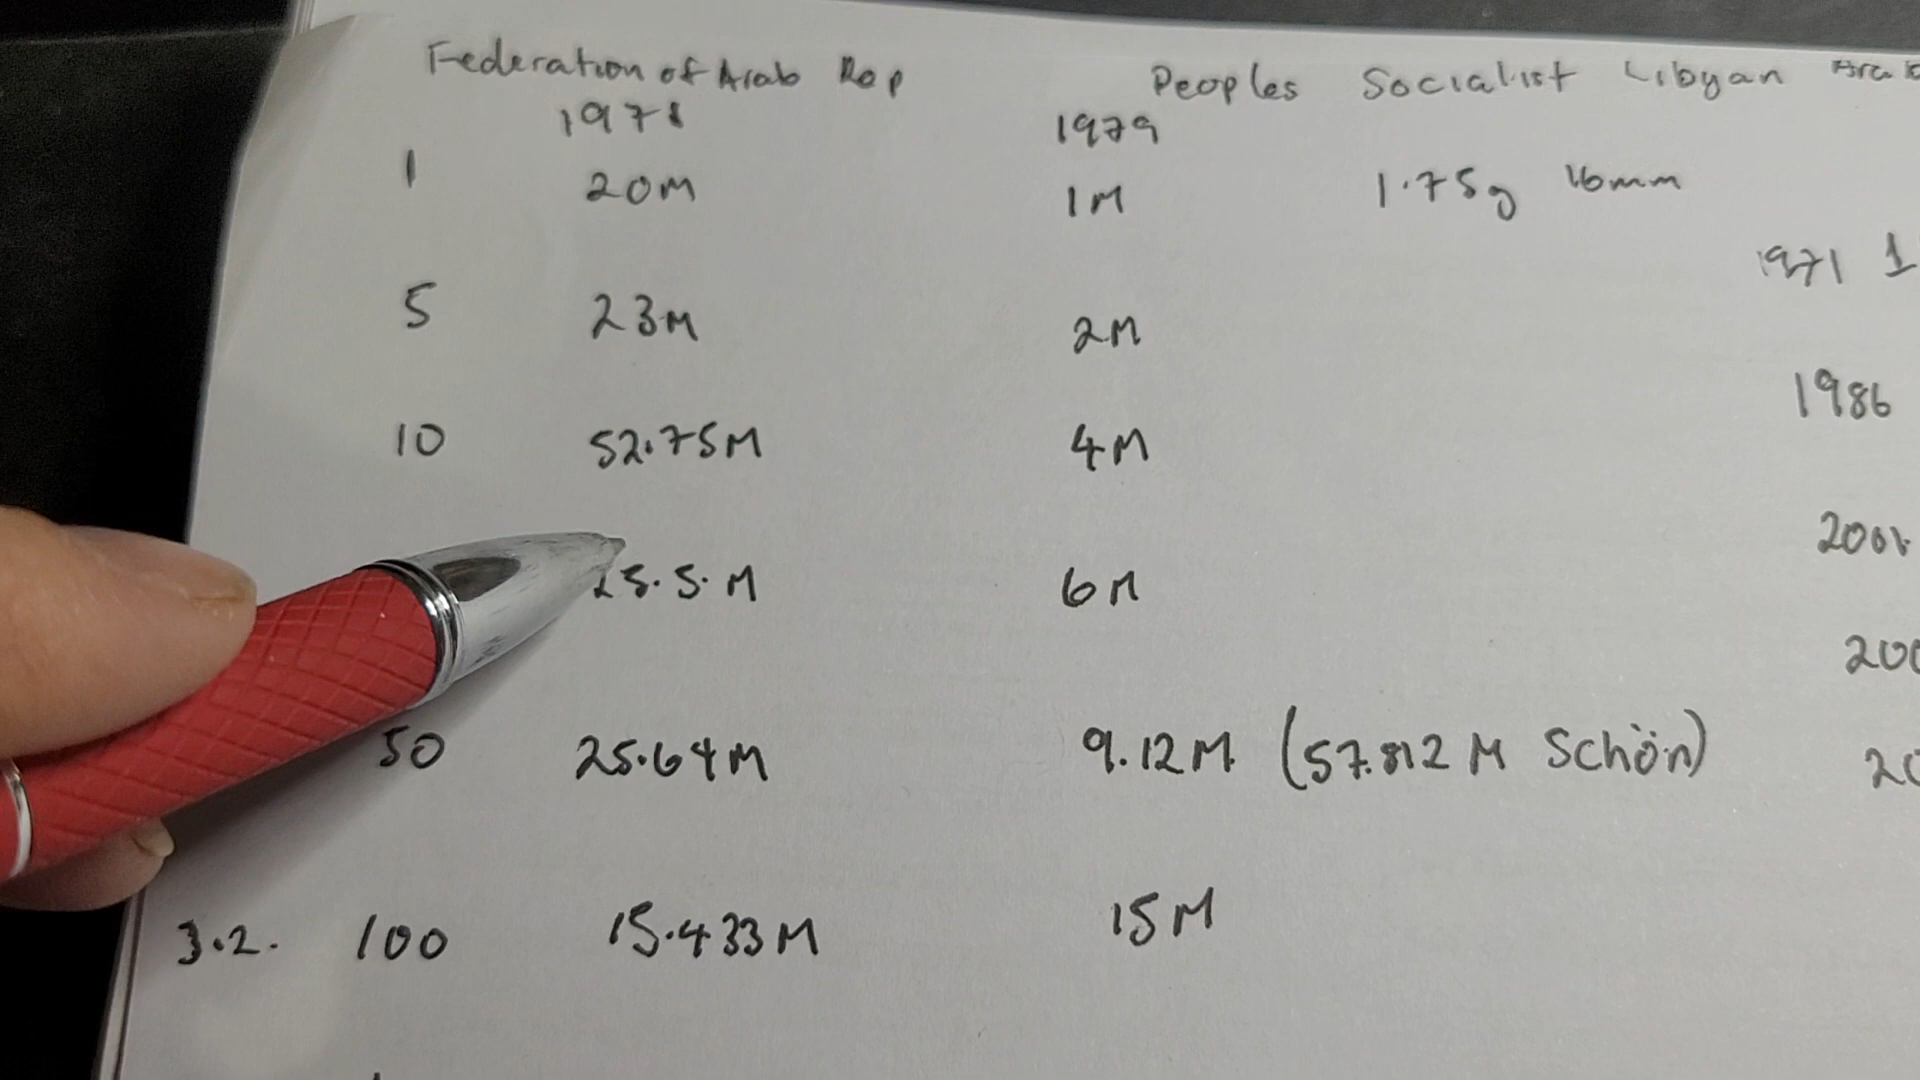 Federation of Arab Rep Peoples Socialist Libyan Arab
1979
1 20M 1M 1.75g 16mm
1971 1
5 23M 2M
1986
10 52.75M 4M
25.5.M 6M
50 25.64M 9.12M (57.812M Schön)
3.2. 100 15.433M 15M